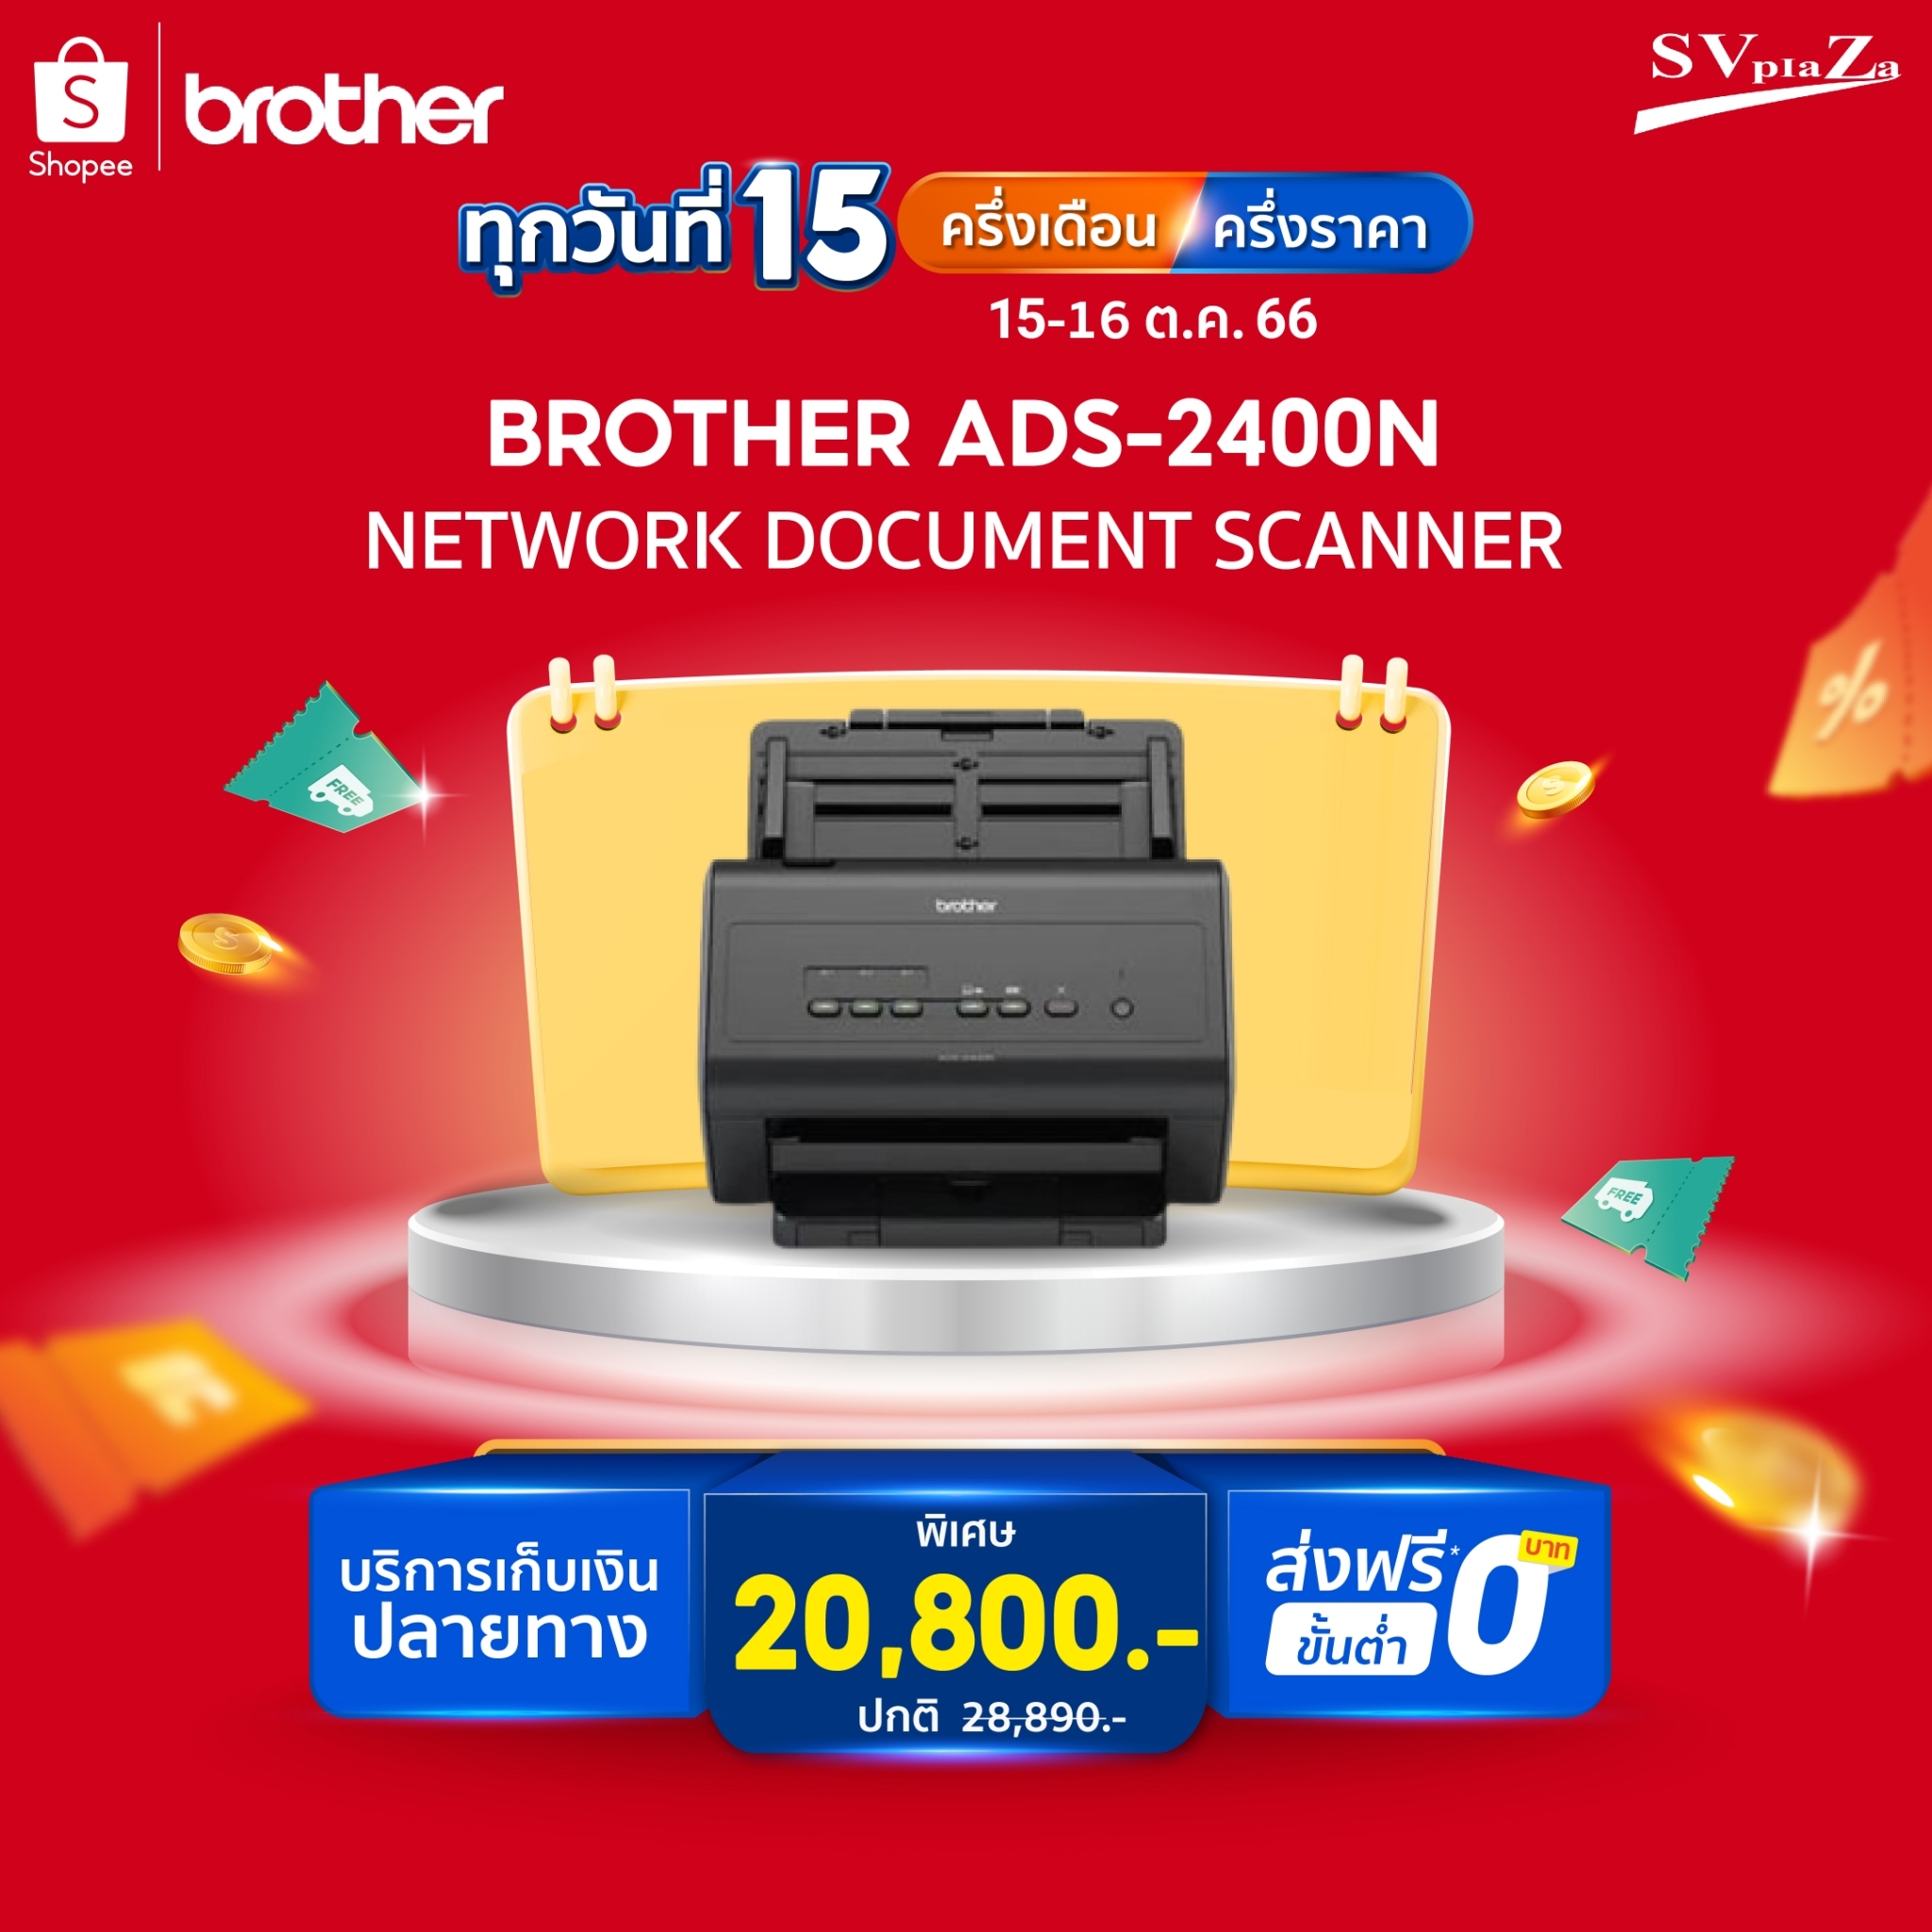 Shopee
brother
SVplaZa
ทุกวันที่ 15
ครึ่งเดือน ครึ่งราคา
15-16 ต.ค. 66
BROTHER ADS-2400N
NETWORK DOCUMENT SCANNER
%
FREE
brother
FREE
บริการเก็บเงิน
ปลายทาง
พิเศษ
20,800.-
ปกติ 28,890.-
ส่งฟรี*
ขั้นต่ำ 0 บาท